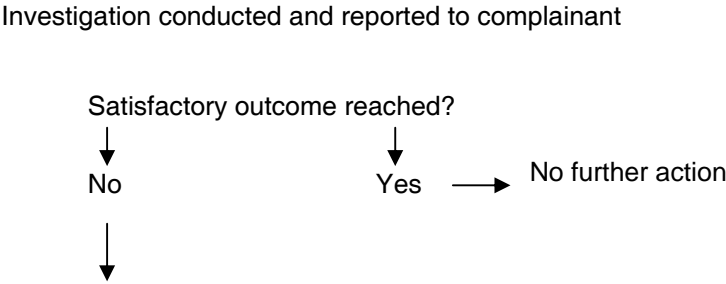 Investigation conducted and reported to complainant
Satisfactory outcome reached?
No
Yes
No further action